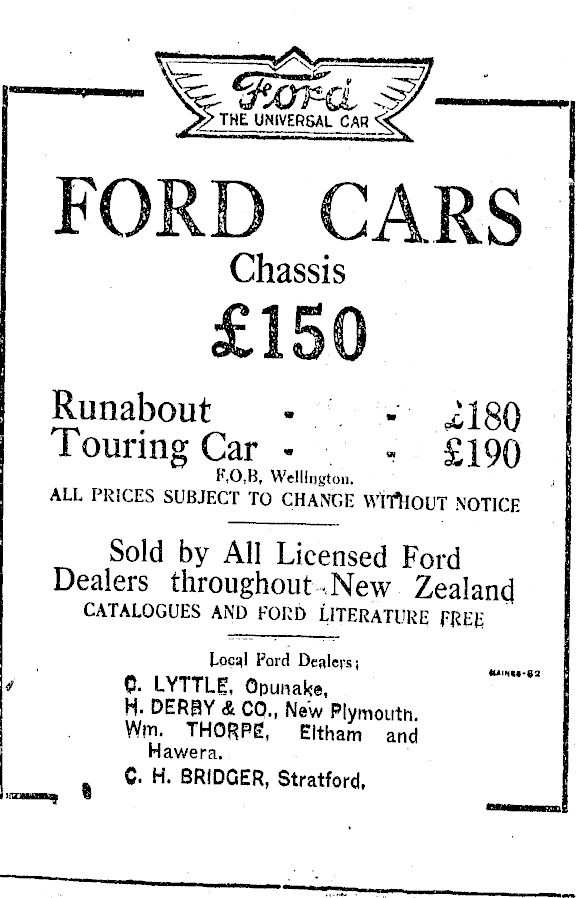 Ford
THE UNIVERSAL CAR
FORD CARS
Chassis
£150
Runabout - - £180
Touring Car - - £190
F.O.B. Wellington.
ALL PRICES SUBJECT TO CHANGE WITHOUT NOTICE
Sold by All Licensed Ford
Dealers throughout New Zealand
CATALOGUES AND FORD LITERATURE FREE
Local Ford Dealers:
HAINES-62
C. LYTTLE, Opunake,
H. DERBY & CO., New Plymouth.
Wm. THORPE, Eltham and
Hawera.
C. H. BRIDGER, Stratford.